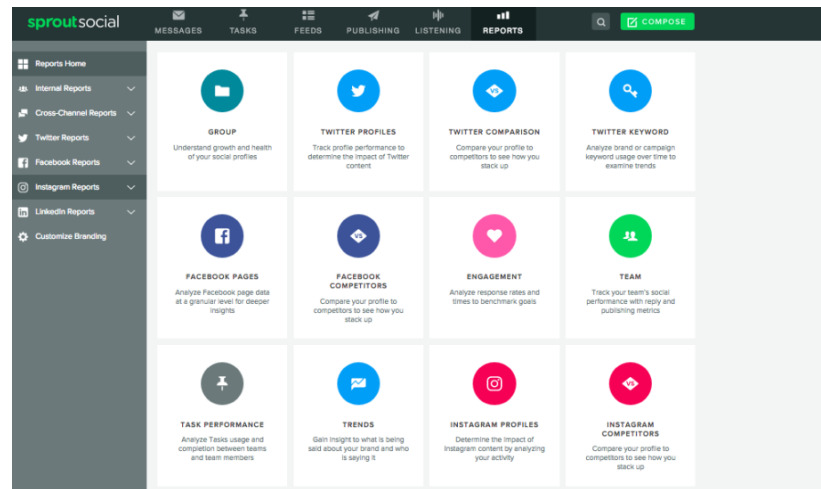 sproutsocial
MESSAGES
TASKS
FEEDS
PUBLISHING
LISTENING
REPORTS
COMPOSE
Reports Home
Internal Reports
Cross-Channel Reports
Twitter Reports
Facebook Reports
Instagram Reports
LinkedIn Reports
Customize Branding
GROUP
Understand growth and health
of your social profiles
TWITTER PROFILES
Track profile performance to
determine the impact of Twitter
content
VS
TWITTER COMPARISON
Compare your profile to
competitors to see how you
stack up
TWITTER KEYWORD
Analyze brand or campaign
keyword usage over time to
examine trends
FACEBOOK PAGES
Analyze Facebook page data
at a granular level for deeper
insights
VS
FACEBOOK
COMPETITORS
Compare your profile to
competitors to see how you
stack up
ENGAGEMENT
Analyze response rates and
times to benchmark goals
TEAM
Track your team's social
performance with reply and
publishing metrics
TASK PERFORMANCE
Analyze Tasks usage and
completion between teams
and team members
TRENDS
Gain insight to what is being
said about your brand and who
is saying it
INSTAGRAM PROFILES
Determine the impact of
Instagram content by analyzing
your activity
VS
INSTAGRAM
COMPETITORS
Compare your profile to
competitors to see how you
stack up